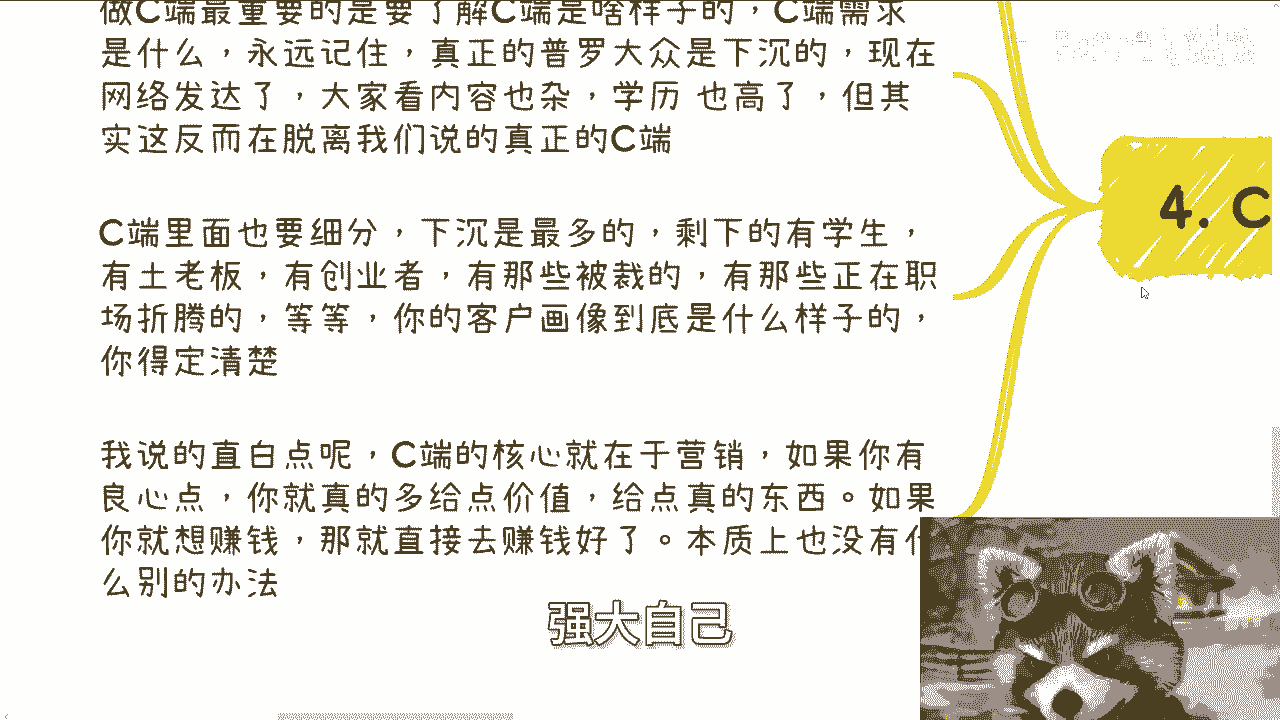 做C端最重要的是要了解C端是啥样子的，C端需求
是什么，永远记住，真正的普罗大众是下沉的，现在
网络发达了，大家看内容也杂，学历 也高了，但其
实这反而在脱离我们说的真正的C端
C端里面也要细分，下沉是最多的，剩下的有学生，
有土老板，有创业者，有那些被裁的，有那些正在职
场折腾的，等等，你的客户画像到底是什么样子的，
你得定清楚
我说的直白点呢，C端的核心就在于营销，如果你有
良心点，你就真的多给点价值，给点真的东西。如果
你就想赚钱，那就直接去赚钱好了。本质上也没有什
么别的办法
4. C
强大自己